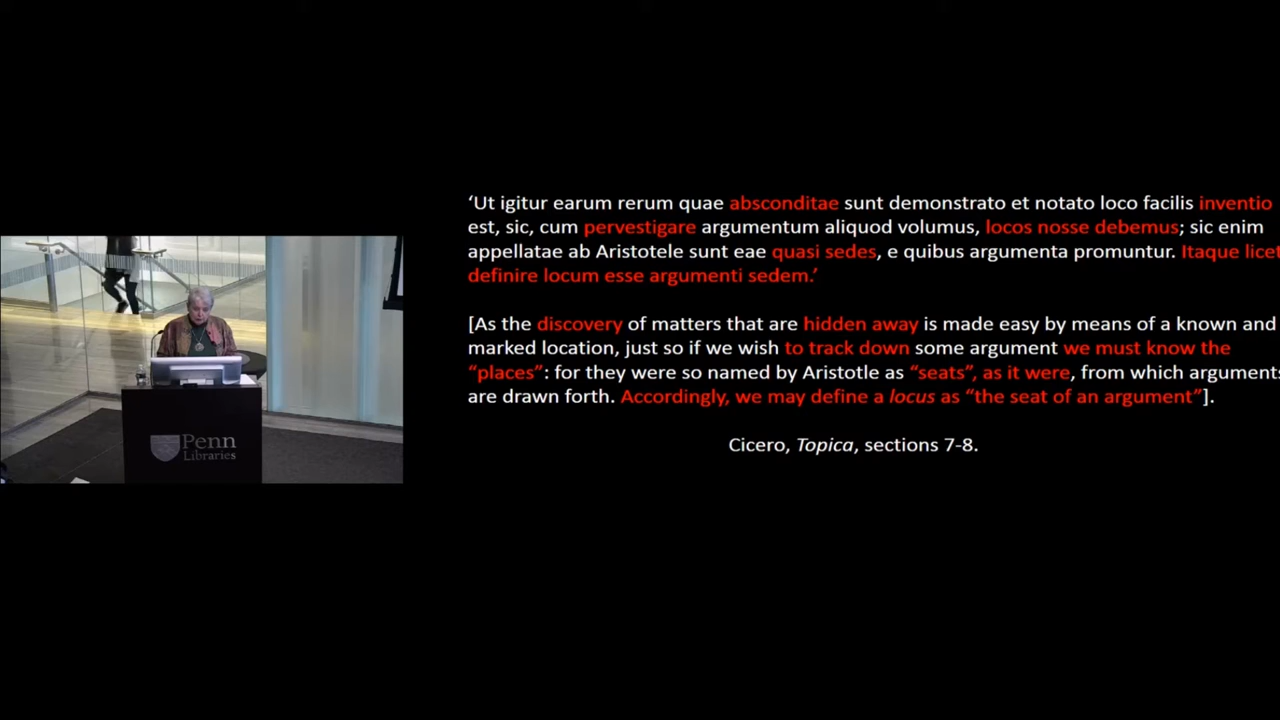 ‘Ut igitur earum rerum quae absconditae sunt demonstrato et notato loco facilis inventio
est, sic, cum pervestigare argumentum aliquod volumus, locos nosse debemus; sic enim
appellatae ab Aristotele sunt eae quasi sedes, e quibus argumenta promuntur. Itaque licet
definire locum esse argumenti sedem.’
[As the discovery of matters that are hidden away is made easy by means of a known and
marked location, just so if we wish to track down some argument we must know the
“places”: for they were so named by Aristotle as “seats”, as it were, from which arguments
are drawn forth. Accordingly, we may define a locus as “the seat of an argument”].
Cicero, Topica, sections 7-8.
Penn
Libraries